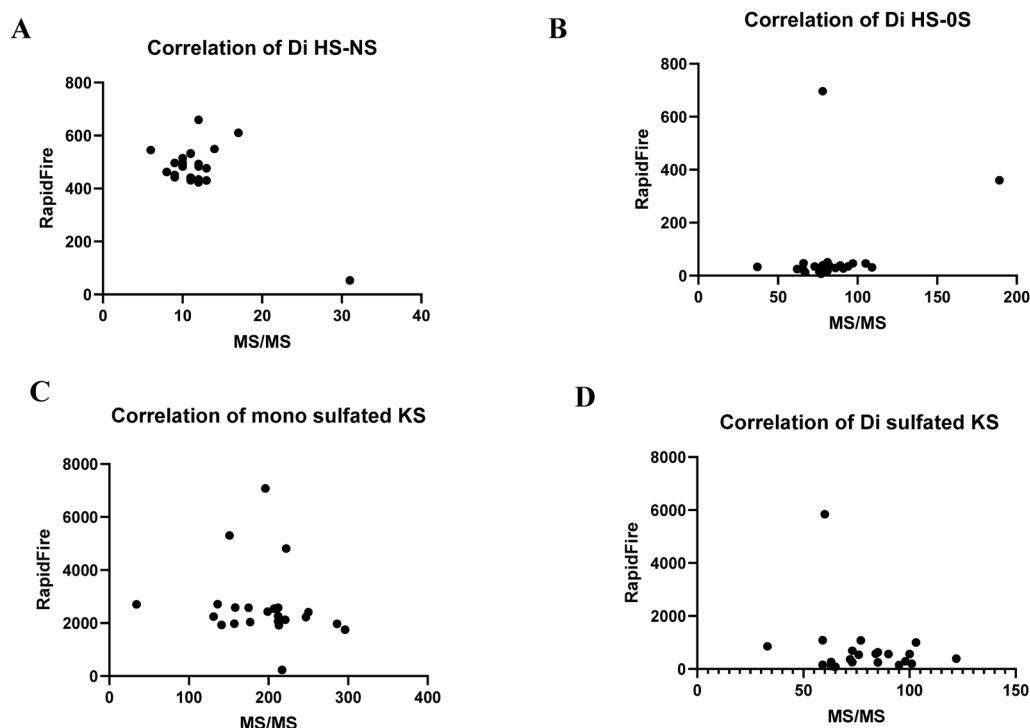 A
Correlation of Di HS-NS
800
600
400
200
0
RapidFire
0 10 20 30 40
MS/MS
B
Correlation of Di HS-0S
800
600
400
200
0
RapidFire
0 50 100 150 200
MS/MS
C
Correlation of mono sulfated KS
8000
6000
4000
2000
0
RapidFire
0 100 200 300 400
MS/MS
D
Correlation of Di sulfated KS
8000
6000
4000
2000
0
RapidFire
0 50 100 150
MS/MS